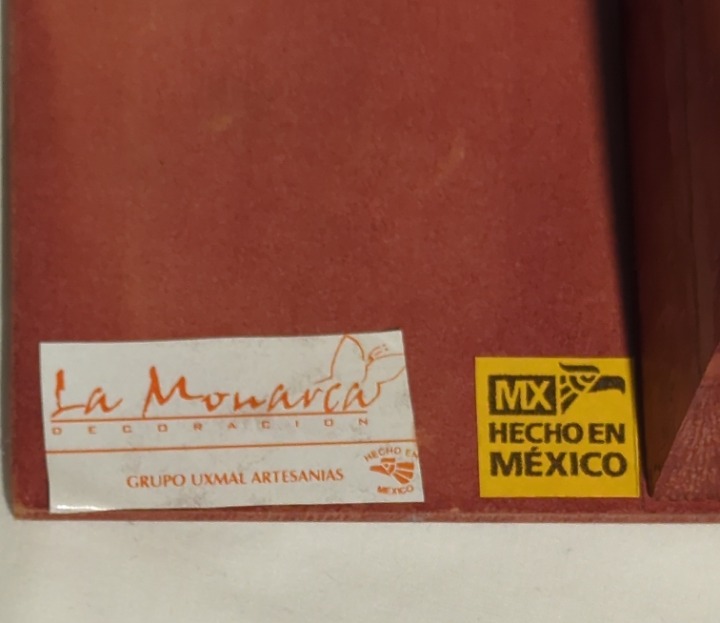 La Monarca
DECORACION
GRUPO UXMAL ARTESANIAS
HECHO EN
MEXICO
MX
HECHO EN
MÉXICO